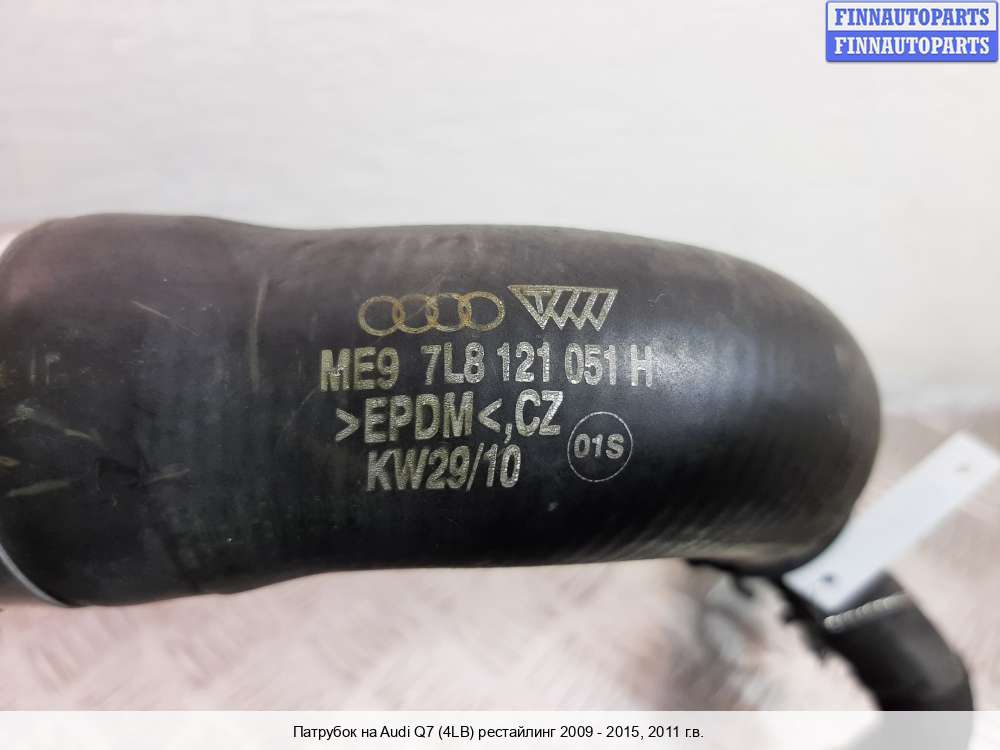 FINNAUTOPARTS
FINNAUTOPARTS
ME9 7L8 121 051 H
>EPDM<,CZ
KW29/10
01S
Патрубок на Audi Q7 (4LB) рестайлинг 2009 - 2015, 2011 г.в.